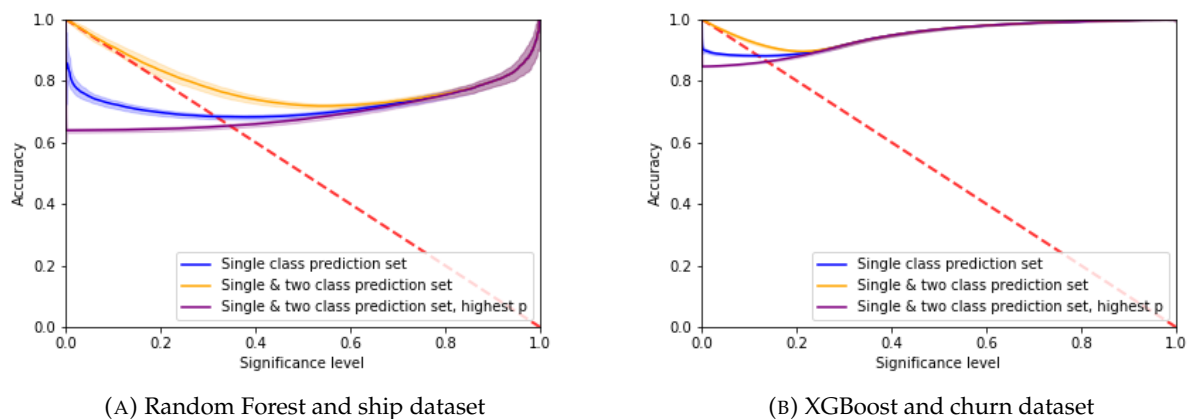 1.0
0.8
0.6
0.4
0.2
0.0
Accuracy
0.0 0.2 0.4 0.6 0.8 1.0
Significance level
Single class prediction set
Single & two class prediction set
Single & two class prediction set, highest p
(A) Random Forest and ship dataset
1.0
0.8
0.6
0.4
0.2
0.0
Accuracy
0.0 0.2 0.4 0.6 0.8 1.0
Significance level
Single class prediction set
Single & two class prediction set
Single & two class prediction set, highest p
(B) XGBoost and churn dataset